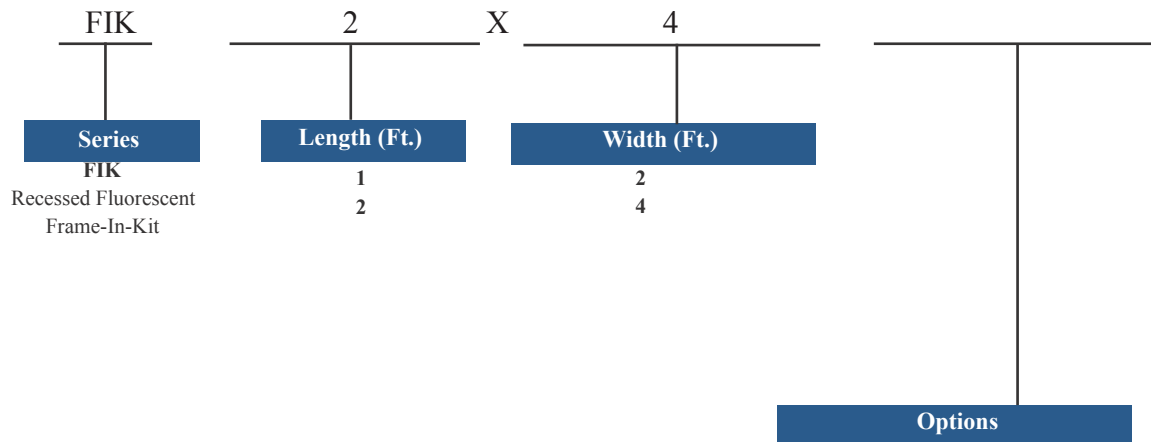 FIK 2 X 4
Series Length (Ft.) Width (Ft.)
FIK 1 2
Recessed Fluorescent 2 4
Frame-In-Kit
Options